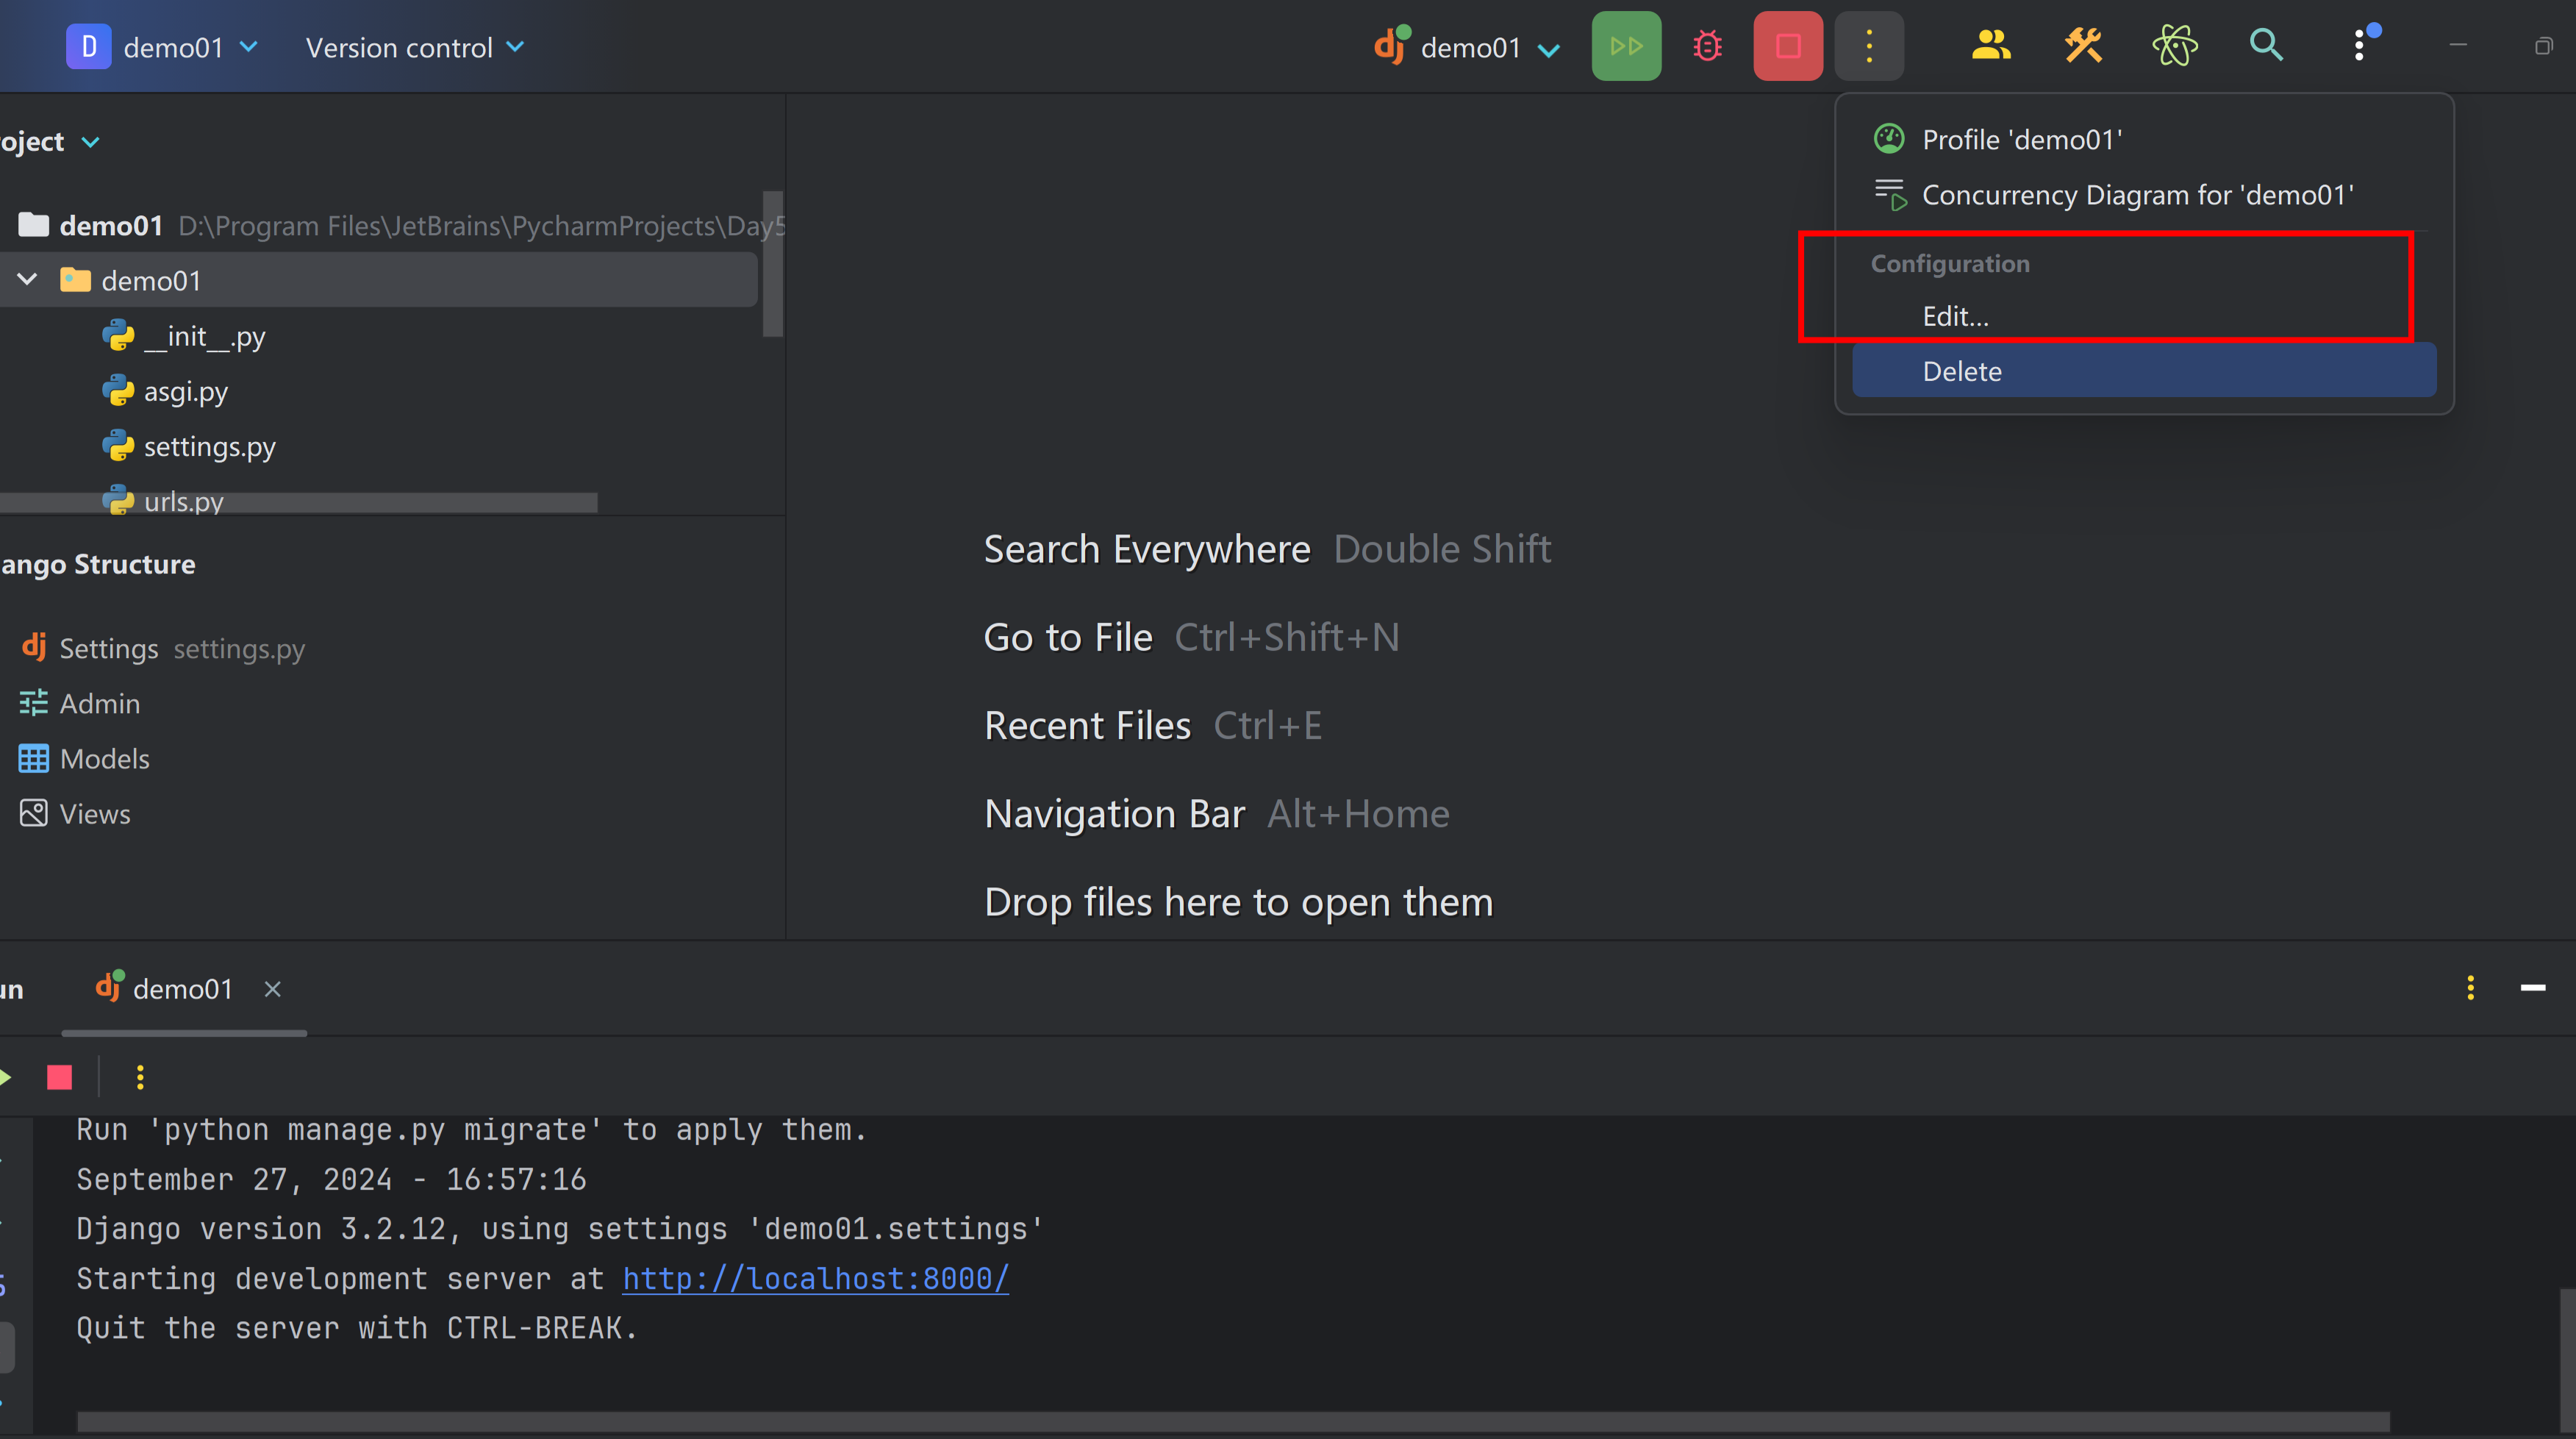 D demo01 Version control dj demo01
Profile 'demo01'
Concurrency Diagram for 'demo01'
Configuration
Edit...
Delete
oject
demo01 D:\Program Files\JetBrains\PycharmProjects\Day5
demo01
__init__.py
asgi.py
settings.py
urls.py
ango Structure
dj Settings settings.py
Admin
Models
Views
Search Everywhere Double Shift
Go to File Ctrl+Shift+N
Recent Files Ctrl+E
Navigation Bar Alt+Home
Drop files here to open them
un dj demo01
Run 'python manage.py migrate' to apply them.
September 27, 2024 - 16:57:16
Django version 3.2.12, using settings 'demo01.settings'
Starting development server at http://localhost:8000/
Quit the server with CTRL-BREAK.